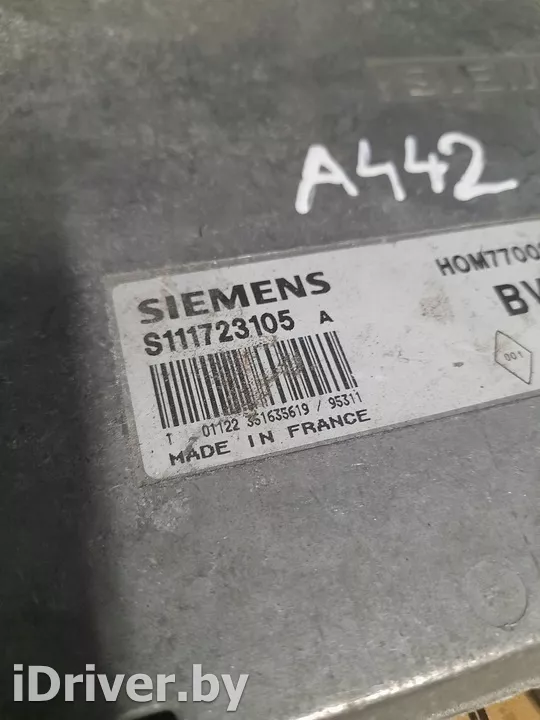 A442
SIEMENS
HOM7700
S111723105 A
BV
001
T 01122 351635619 / 95311
MADE IN FRANCE
iDriver.by